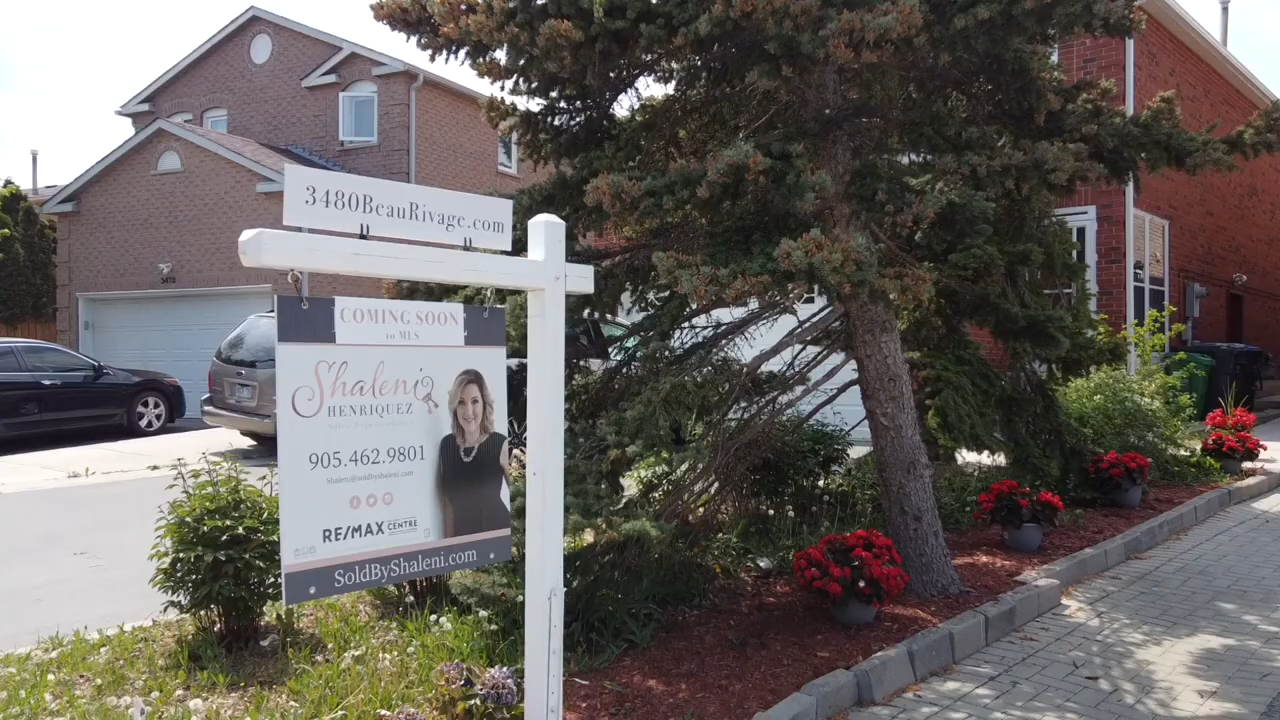 3480BeauRivage.com
COMING SOON
to MLS
Shaleni
HENRIQUEZ
905.462.9801
Shaleni@soldbyshaleni.com
RE/MAX CENTRE
SoldByShaleni.com